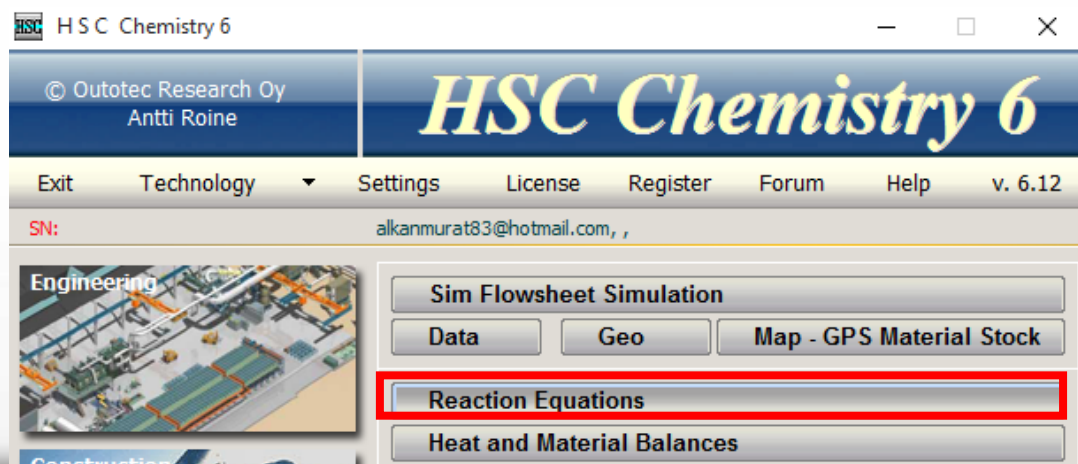 HSC H S C Chemistry 6
© Outotec Research Oy
Antti Roine
HSC Chemistry 6
Exit Technology Settings License Register Forum Help v. 6.12
SN: alkanmurat83@hotmail.com, ,
Engineering
Sim Flowsheet Simulation
Data Geo Map - GPS Material Stock
Reaction Equations
Heat and Material Balances
Construction